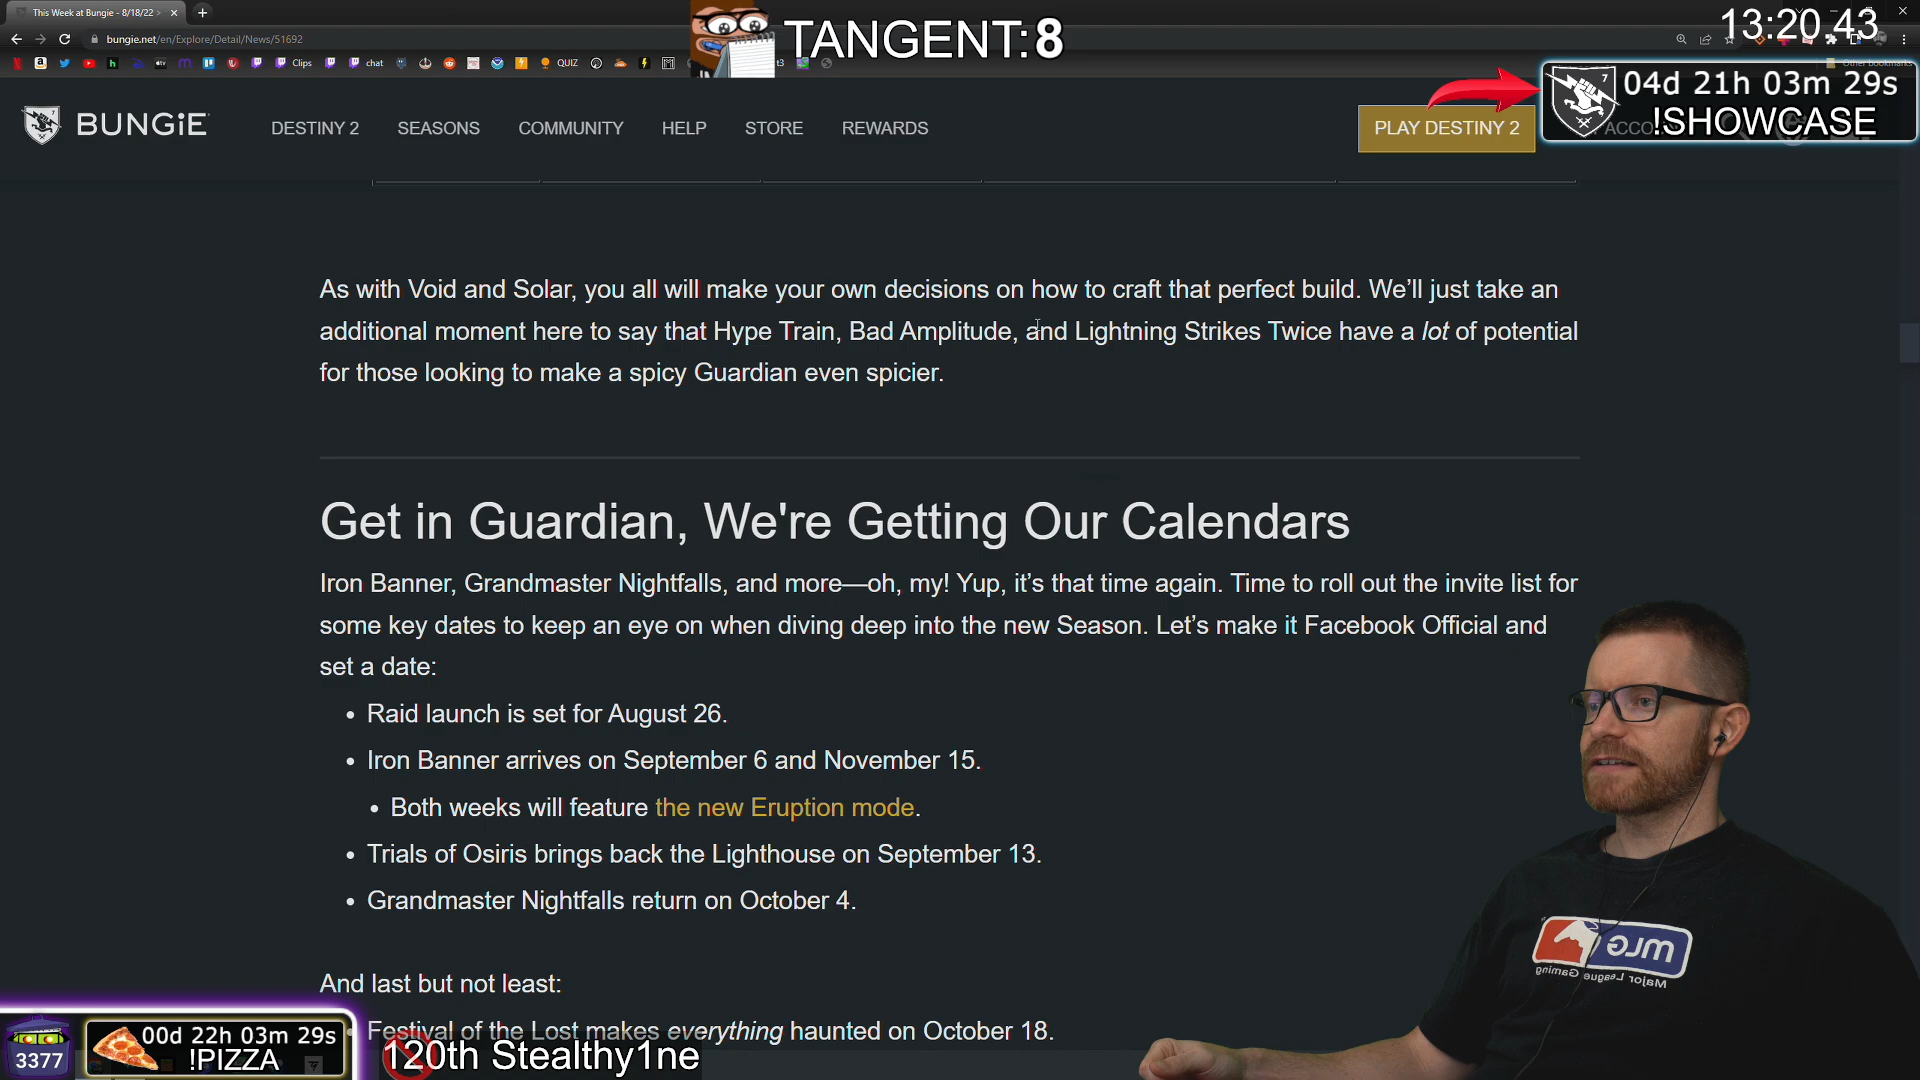 This Week at Bungie - 8/18/22
bungie.net/en/Explore/Detail/News/51692
Clips
chat
QUIZ
TANGENT: 8
13:20.43
04d 21h 03m 29s
!SHOWCASE
BUNGiE
DESTINY 2
SEASONS
COMMUNITY
HELP
STORE
REWARDS
PLAY DESTINY 2
As with Void and Solar, you all will make your own decisions on how to craft that perfect build. We’ll just take an
additional moment here to say that Hype Train, Bad Amplitude, and Lightning Strikes Twice have a lot of potential
for those looking to make a spicy Guardian even spicier.
Get in Guardian, We're Getting Our Calendars
Iron Banner, Grandmaster Nightfalls, and more—oh, my! Yup, it’s that time again. Time to roll out the invite list for
some key dates to keep an eye on when diving deep into the new Season. Let’s make it Facebook Official and
set a date:
• Raid launch is set for August 26.
• Iron Banner arrives on September 6 and November 15.
• Both weeks will feature the new Eruption mode.
• Trials of Osiris brings back the Lighthouse on September 13.
• Grandmaster Nightfalls return on October 4.
And last but not least:
Festival of the Lost makes everything haunted on October 18.
mLG
Major League Gaming
3377
00d 22h 03m 29s
!PIZZA
120th Stealthy1ne